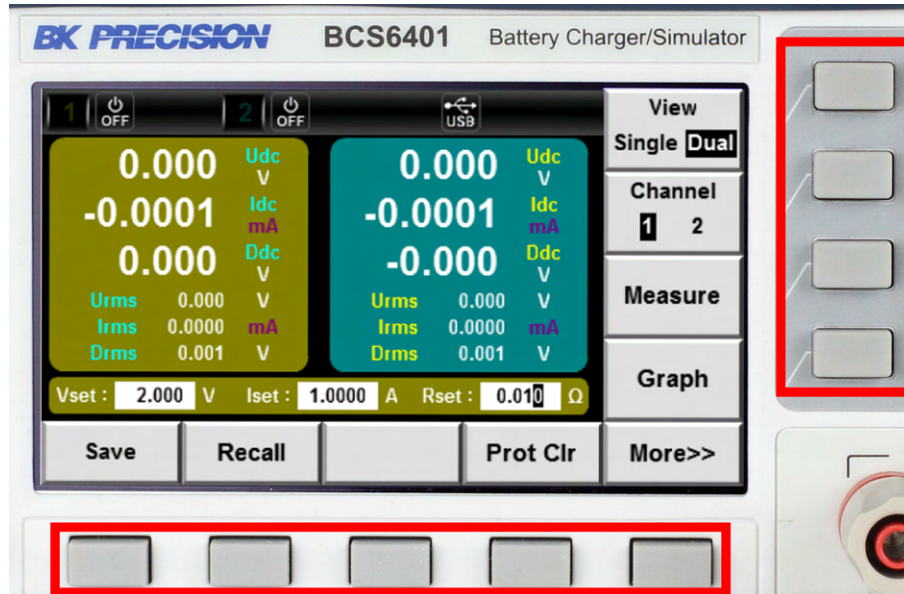 BK PRECISION BCS6401 Battery Charger/Simulator
1 OFF 2 OFF USB
View
Single Dual
0.000 Udc V
-0.0001 Idc mA
0.000 Ddc V
Urms 0.000 V
Irms 0.0000 mA
Drms 0.001 V
0.000 Udc V
-0.0001 Idc mA
-0.000 Ddc V
Urms 0.000 V
Irms 0.0000 mA
Drms 0.001 V
Channel
1 2
Measure
Graph
Vset : 2.000 V Iset : 1.0000 A Rset : 0.010 Ω
Save Recall Prot Clr More>>